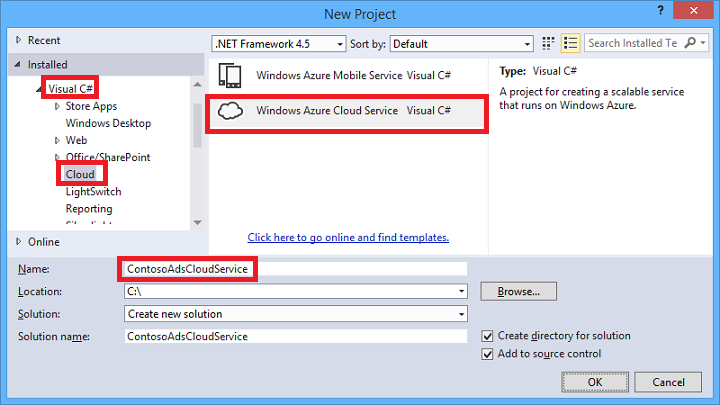 New Project
Recent
Installed
Visual C#
Store Apps
Windows Desktop
Web
Office/SharePoint
Cloud
LightSwitch
Reporting
Silverlight
Online
.NET Framework 4.5
Sort by: Default
Search Installed Te
Windows Azure Mobile Service Visual C#
Windows Azure Cloud Service Visual C#
Click here to go online and find templates.
Type: Visual C#
A project for creating a scalable service
that runs on Windows Azure.
Name: ContosoAdsCloudService
Location: C:\
Browse...
Solution: Create new solution
Solution name: ContosoAdsCloudService
Create directory for solution
Add to source control
OK
Cancel